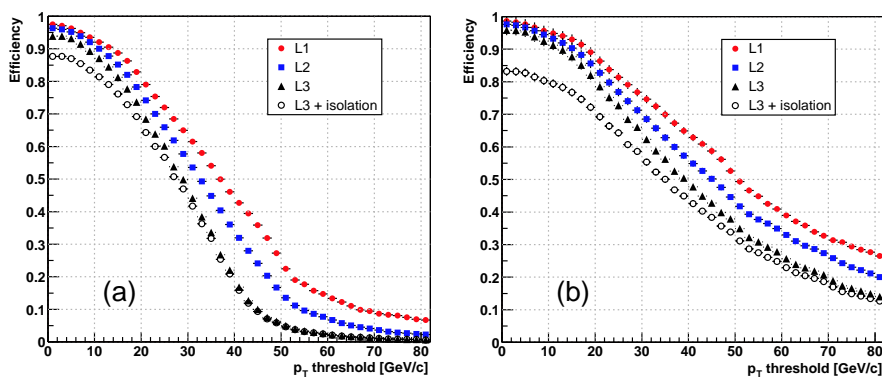 Efficiency
1
0.9
0.8
0.7
0.6
0.5
0.4
0.3
0.2
0.1
0
L1
L2
L3
L3 + isolation
(a)
0 10 20 30 40 50 60 70 80
pT threshold [GeV/c]
Efficiency
1
0.9
0.8
0.7
0.6
0.5
0.4
0.3
0.2
0.1
0
L1
L2
L3
L3 + isolation
(b)
0 10 20 30 40 50 60 70 80
pT threshold [GeV/c]